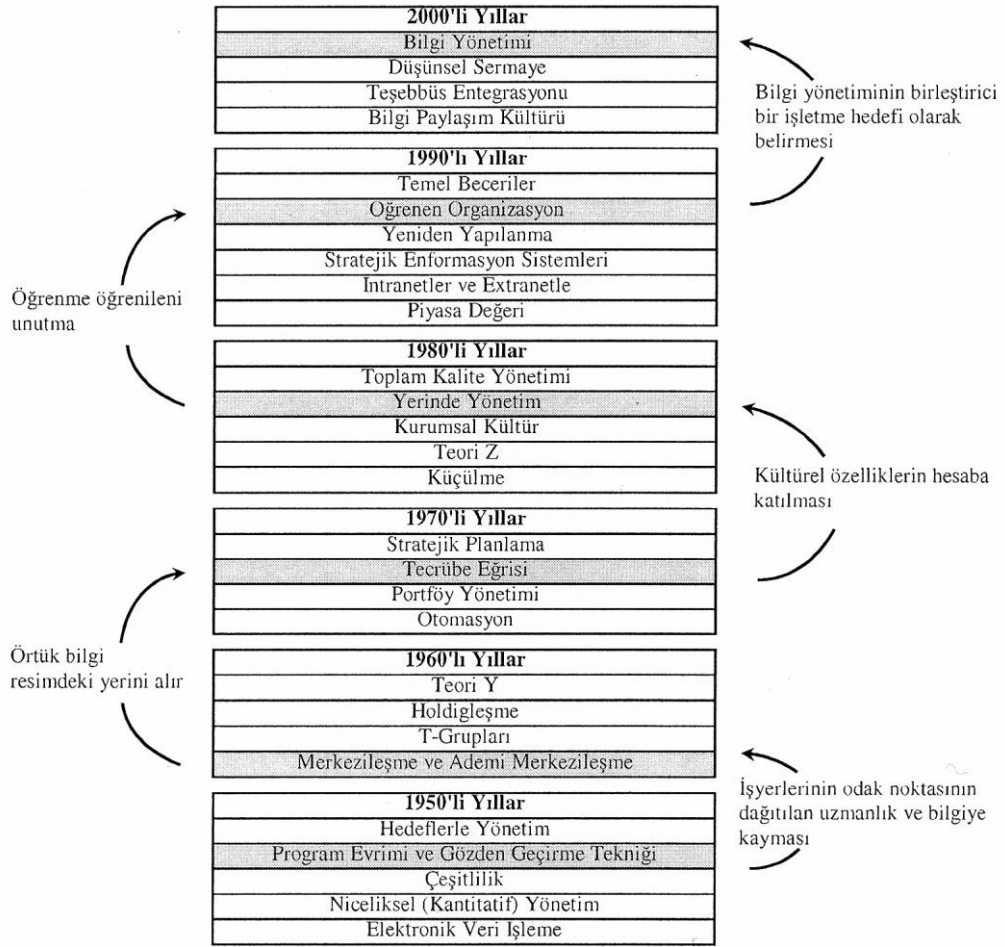 2000'li Yıllar
Bilgi Yönetimi
Düşünsel Sermaye
Teşebbüs Entegrasyonu
Bilgi Paylaşım Kültürü
Bilgi yönetiminin birleştirici
bir işletme hedefi olarak
belirmesi
1990'lı Yıllar
Temel Beceriler
Öğrenen Organizasyon
Yeniden Yapılanma
Stratejik Enformasyon Sistemleri
Intranetler ve Extranetle
Piyasa Değeri
Öğrenme öğrenileni
unutma
1980'li Yıllar
Toplam Kalite Yönetimi
Yerinde Yönetim
Kurumsal Kültür
Teori Z
Küçülme
Kültürel özelliklerin hesaba
katılması
1970'li Yıllar
Stratejik Planlama
Tecrübe Eğrisi
Portföy Yönetimi
Otomasyon
Örtük bilgi
resimdeki yerini alır
1960'lı Yıllar
Teori Y
Holdigleşme
T-Grupları
Merkezileşme ve Ademi Merkezileşme
İşyerlerinin odak noktasının
dağıtılan uzmanlık ve bilgiye
kayması
1950'li Yıllar
Hedeflerle Yönetim
Program Evrimi ve Gözden Geçirme Tekniği
Çeşitlilik
Niceliksel (Kantitatif) Yönetim
Elektronik Veri İşleme